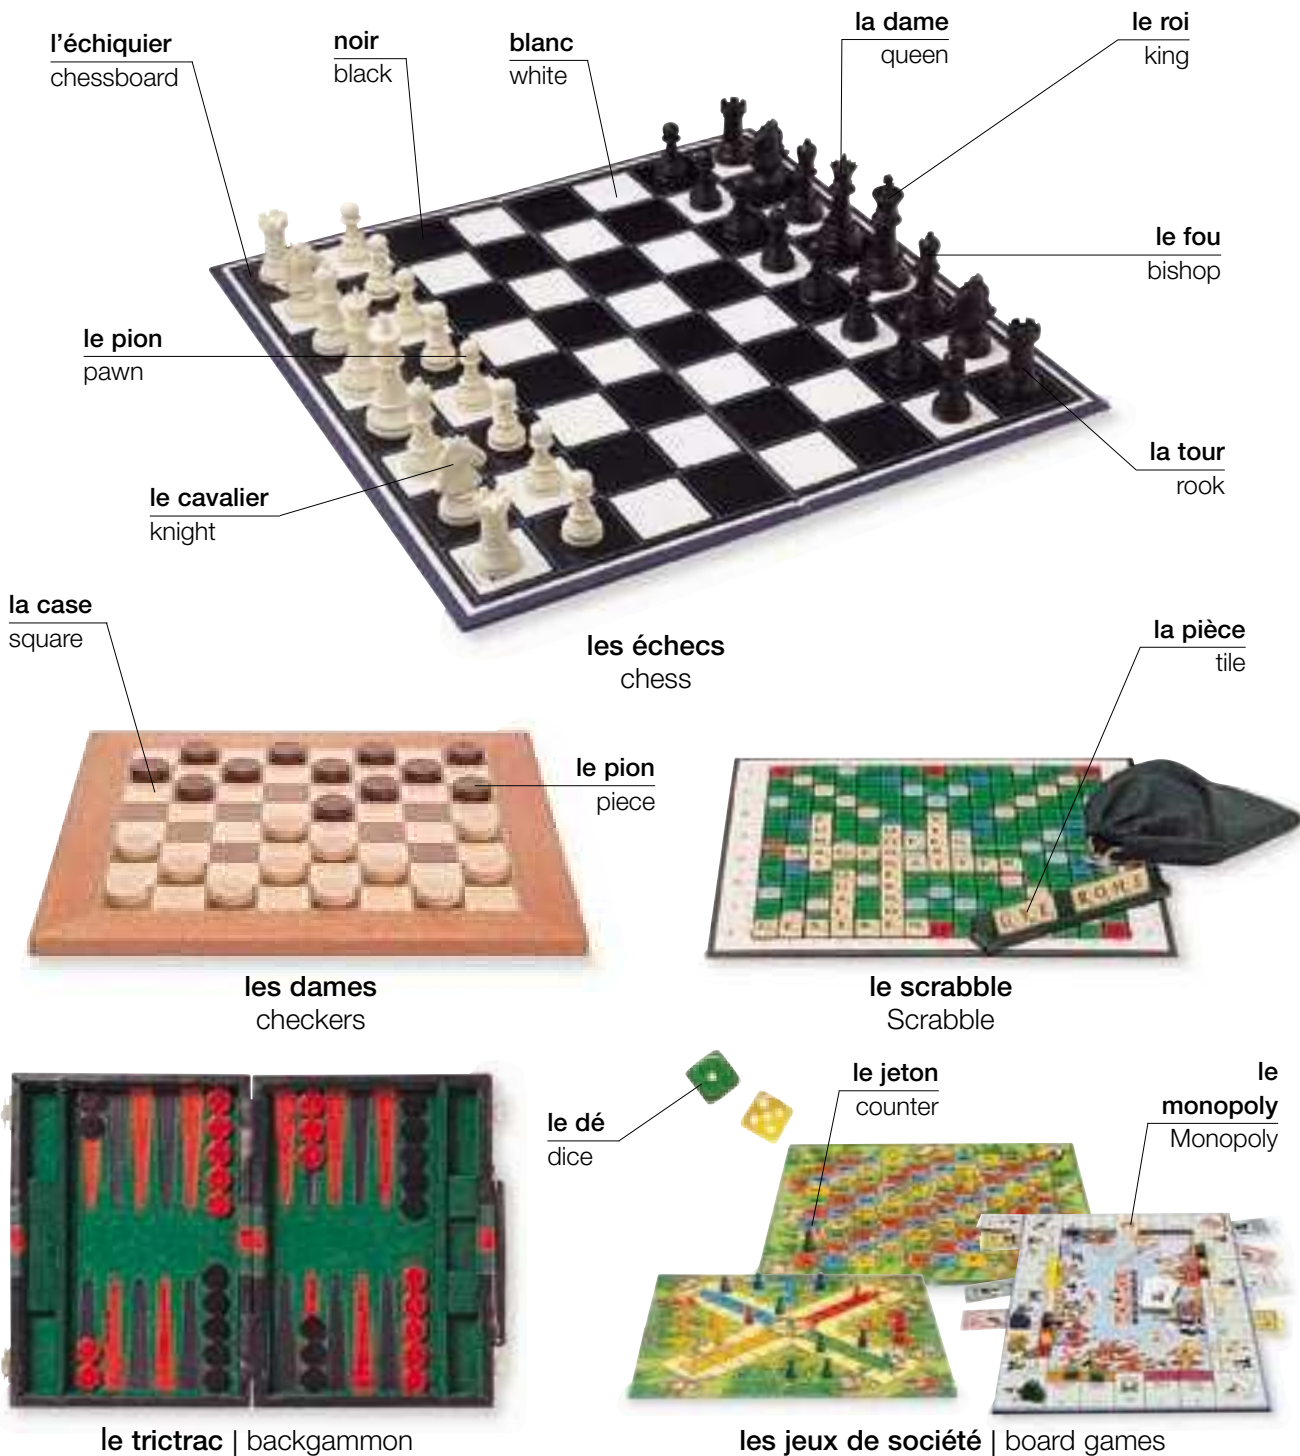 l'échiquier
chessboard
noir
black
blanc
white
la dame
queen
le roi
king
le fou
bishop
le pion
pawn
le cavalier
knight
la tour
rook
les échecs
chess
la case
square
le pion
piece
les dames
checkers
la pièce
tile
le scrabble
Scrabble
le trictrac | backgammon
le dé
dice
le jeton
counter
le
monopoly
Monopoly
les jeux de société | board games